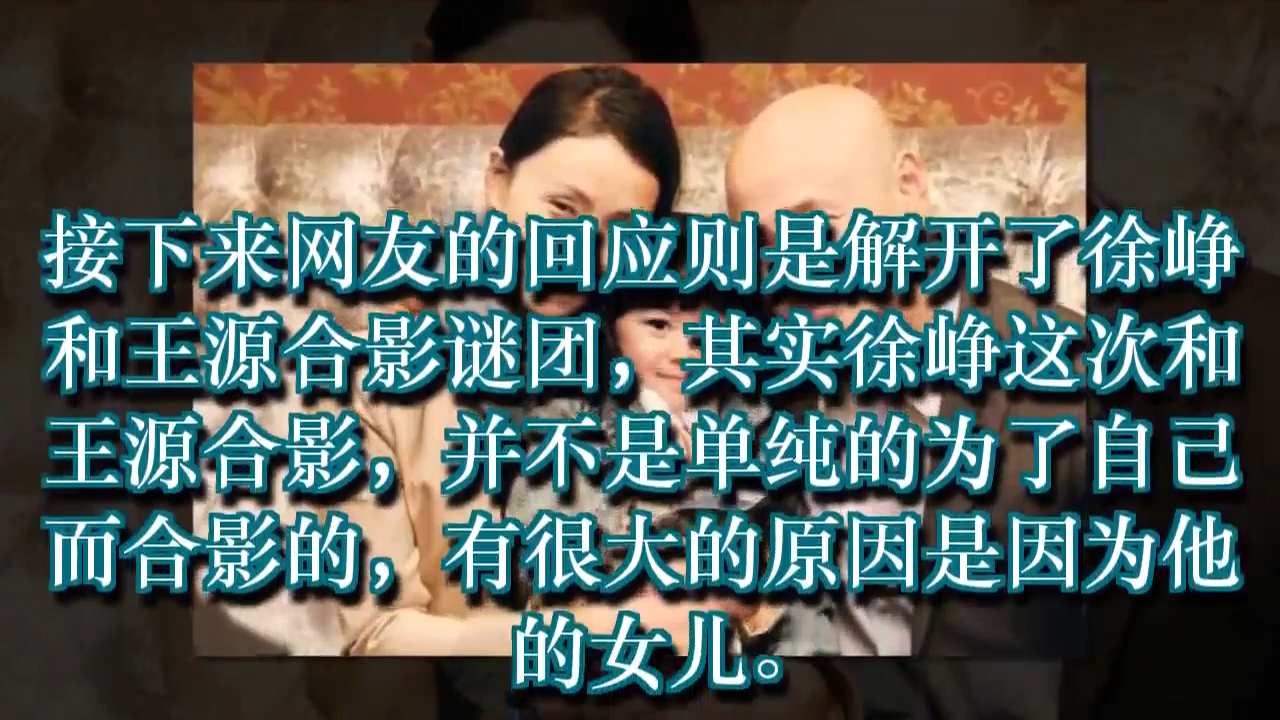 接下来网友的回应则是解开了徐峥
和王源合影谜团，其实徐峥这次和
王源合影，并不是单纯的为了自己
而合影的，有很大的原因是因为他
的女儿。